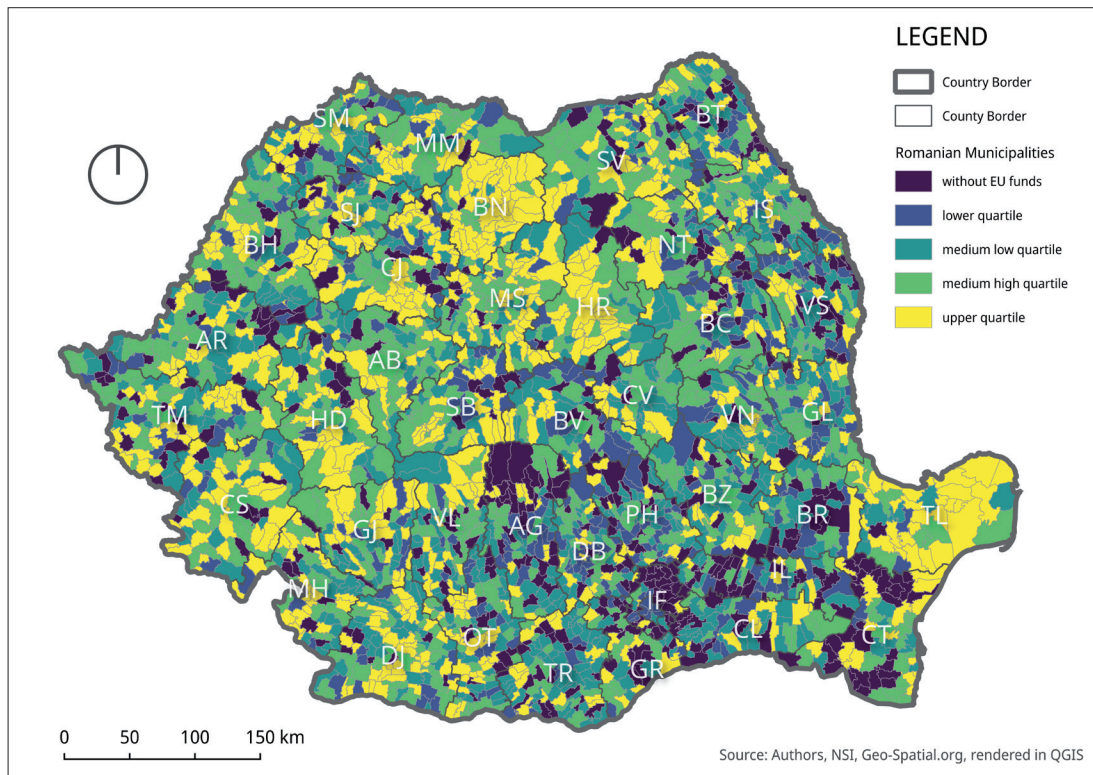 LEGEND
Country Border
County Border
Romanian Municipalities
without EU funds
lower quartile
medium low quartile
medium high quartile
upper quartile
SM
MM
BT
SV
SJ
BN
IS
BH
CJ
NT
MS
HR
VS
BC
AR
AB
TM
HD
SB
BV
CV
VN
GL
CS
GJ
VL
AG
PH
BZ
BR
TL
DB
IL
MH
IF
CL
CT
DJ
OT
TR
GR
0 50 100 150 km
Source: Authors, NSI, Geo-Spatial.org, rendered in QGIS